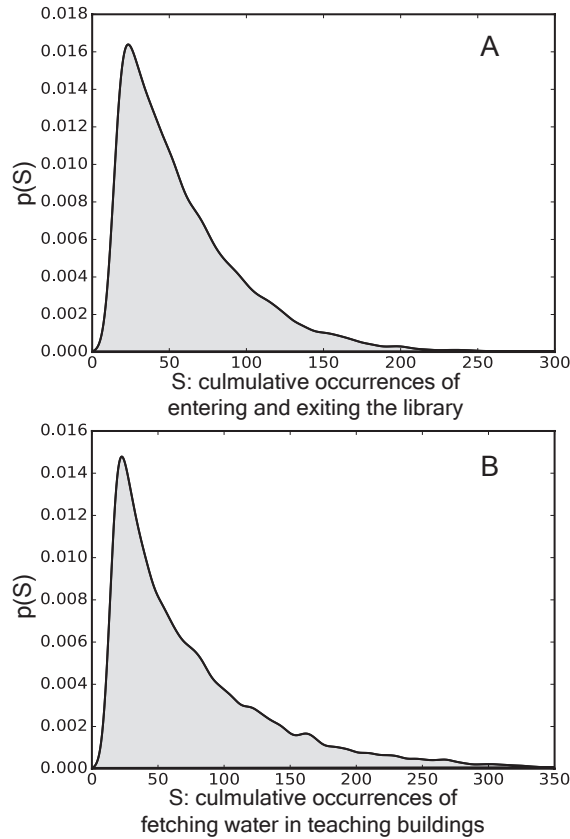 0.018
0.016
0.014
0.012
0.010
0.008
0.006
0.004
0.002
0.000
p(S)
A
0 50 100 150 200 250 300
S: culmulative occurrences of
entering and exiting the library
0.016
0.014
0.012
0.010
0.008
0.006
0.004
0.002
0.000
p(S)
B
0 50 100 150 200 250 300 350
S: culmulative occurrences of
fetching water in teaching buildings